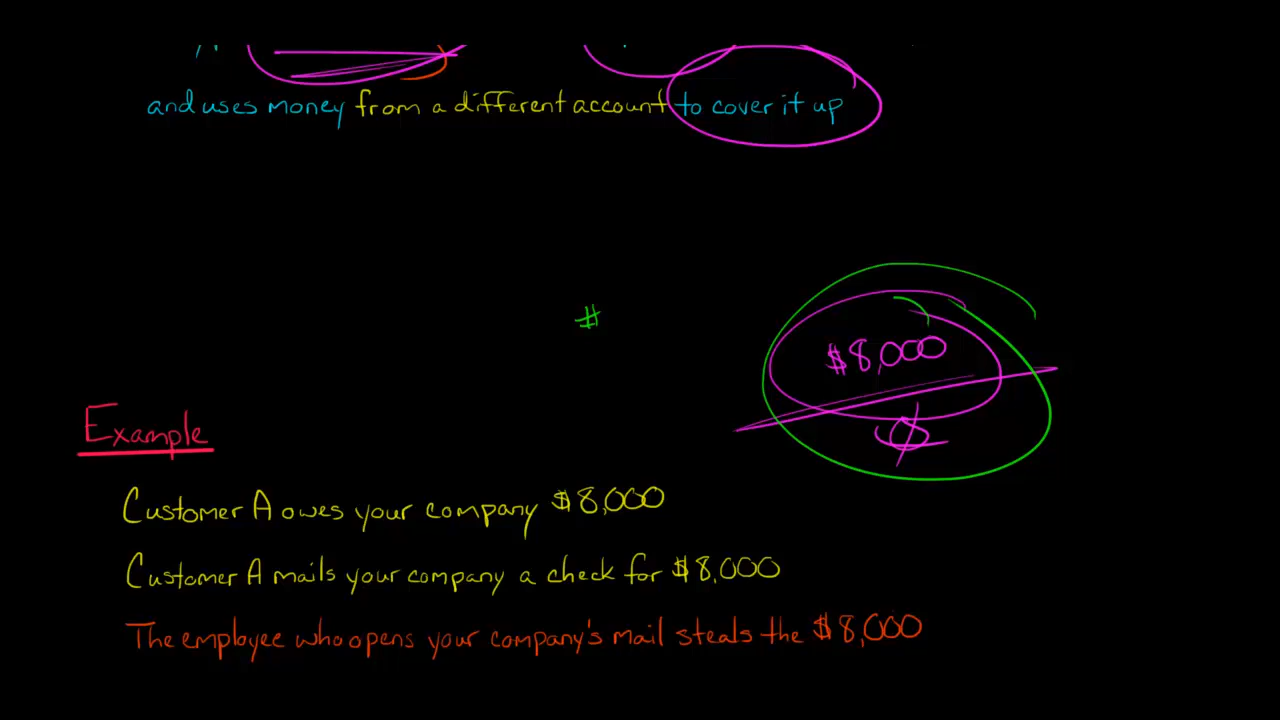 and uses money from a different account to cover it up
#
$8,000
Example
Customer A owes your company $8,000
Customer A mails your company a check for $8,000
The employee who opens your company's mail steals the $8,000